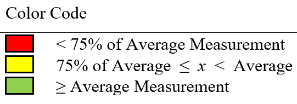 Color Code
< 75% of Average Measurement
75% of Average ≤ x < Average
≥ Average Measurement